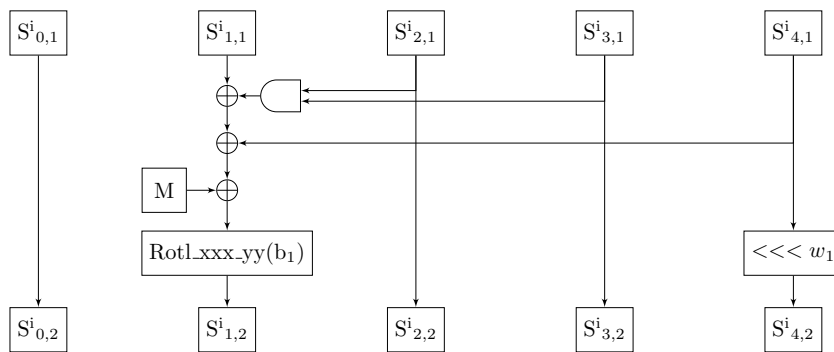 S^i_{0,1} S^i_{1,1} S^i_{2,1} S^i_{3,1} S^i_{4,1}
M
Rotl_xxx_yy(b_1) <<< w_1
S^i_{0,2} S^i_{1,2} S^i_{2,2} S^i_{3,2} S^i_{4,2}